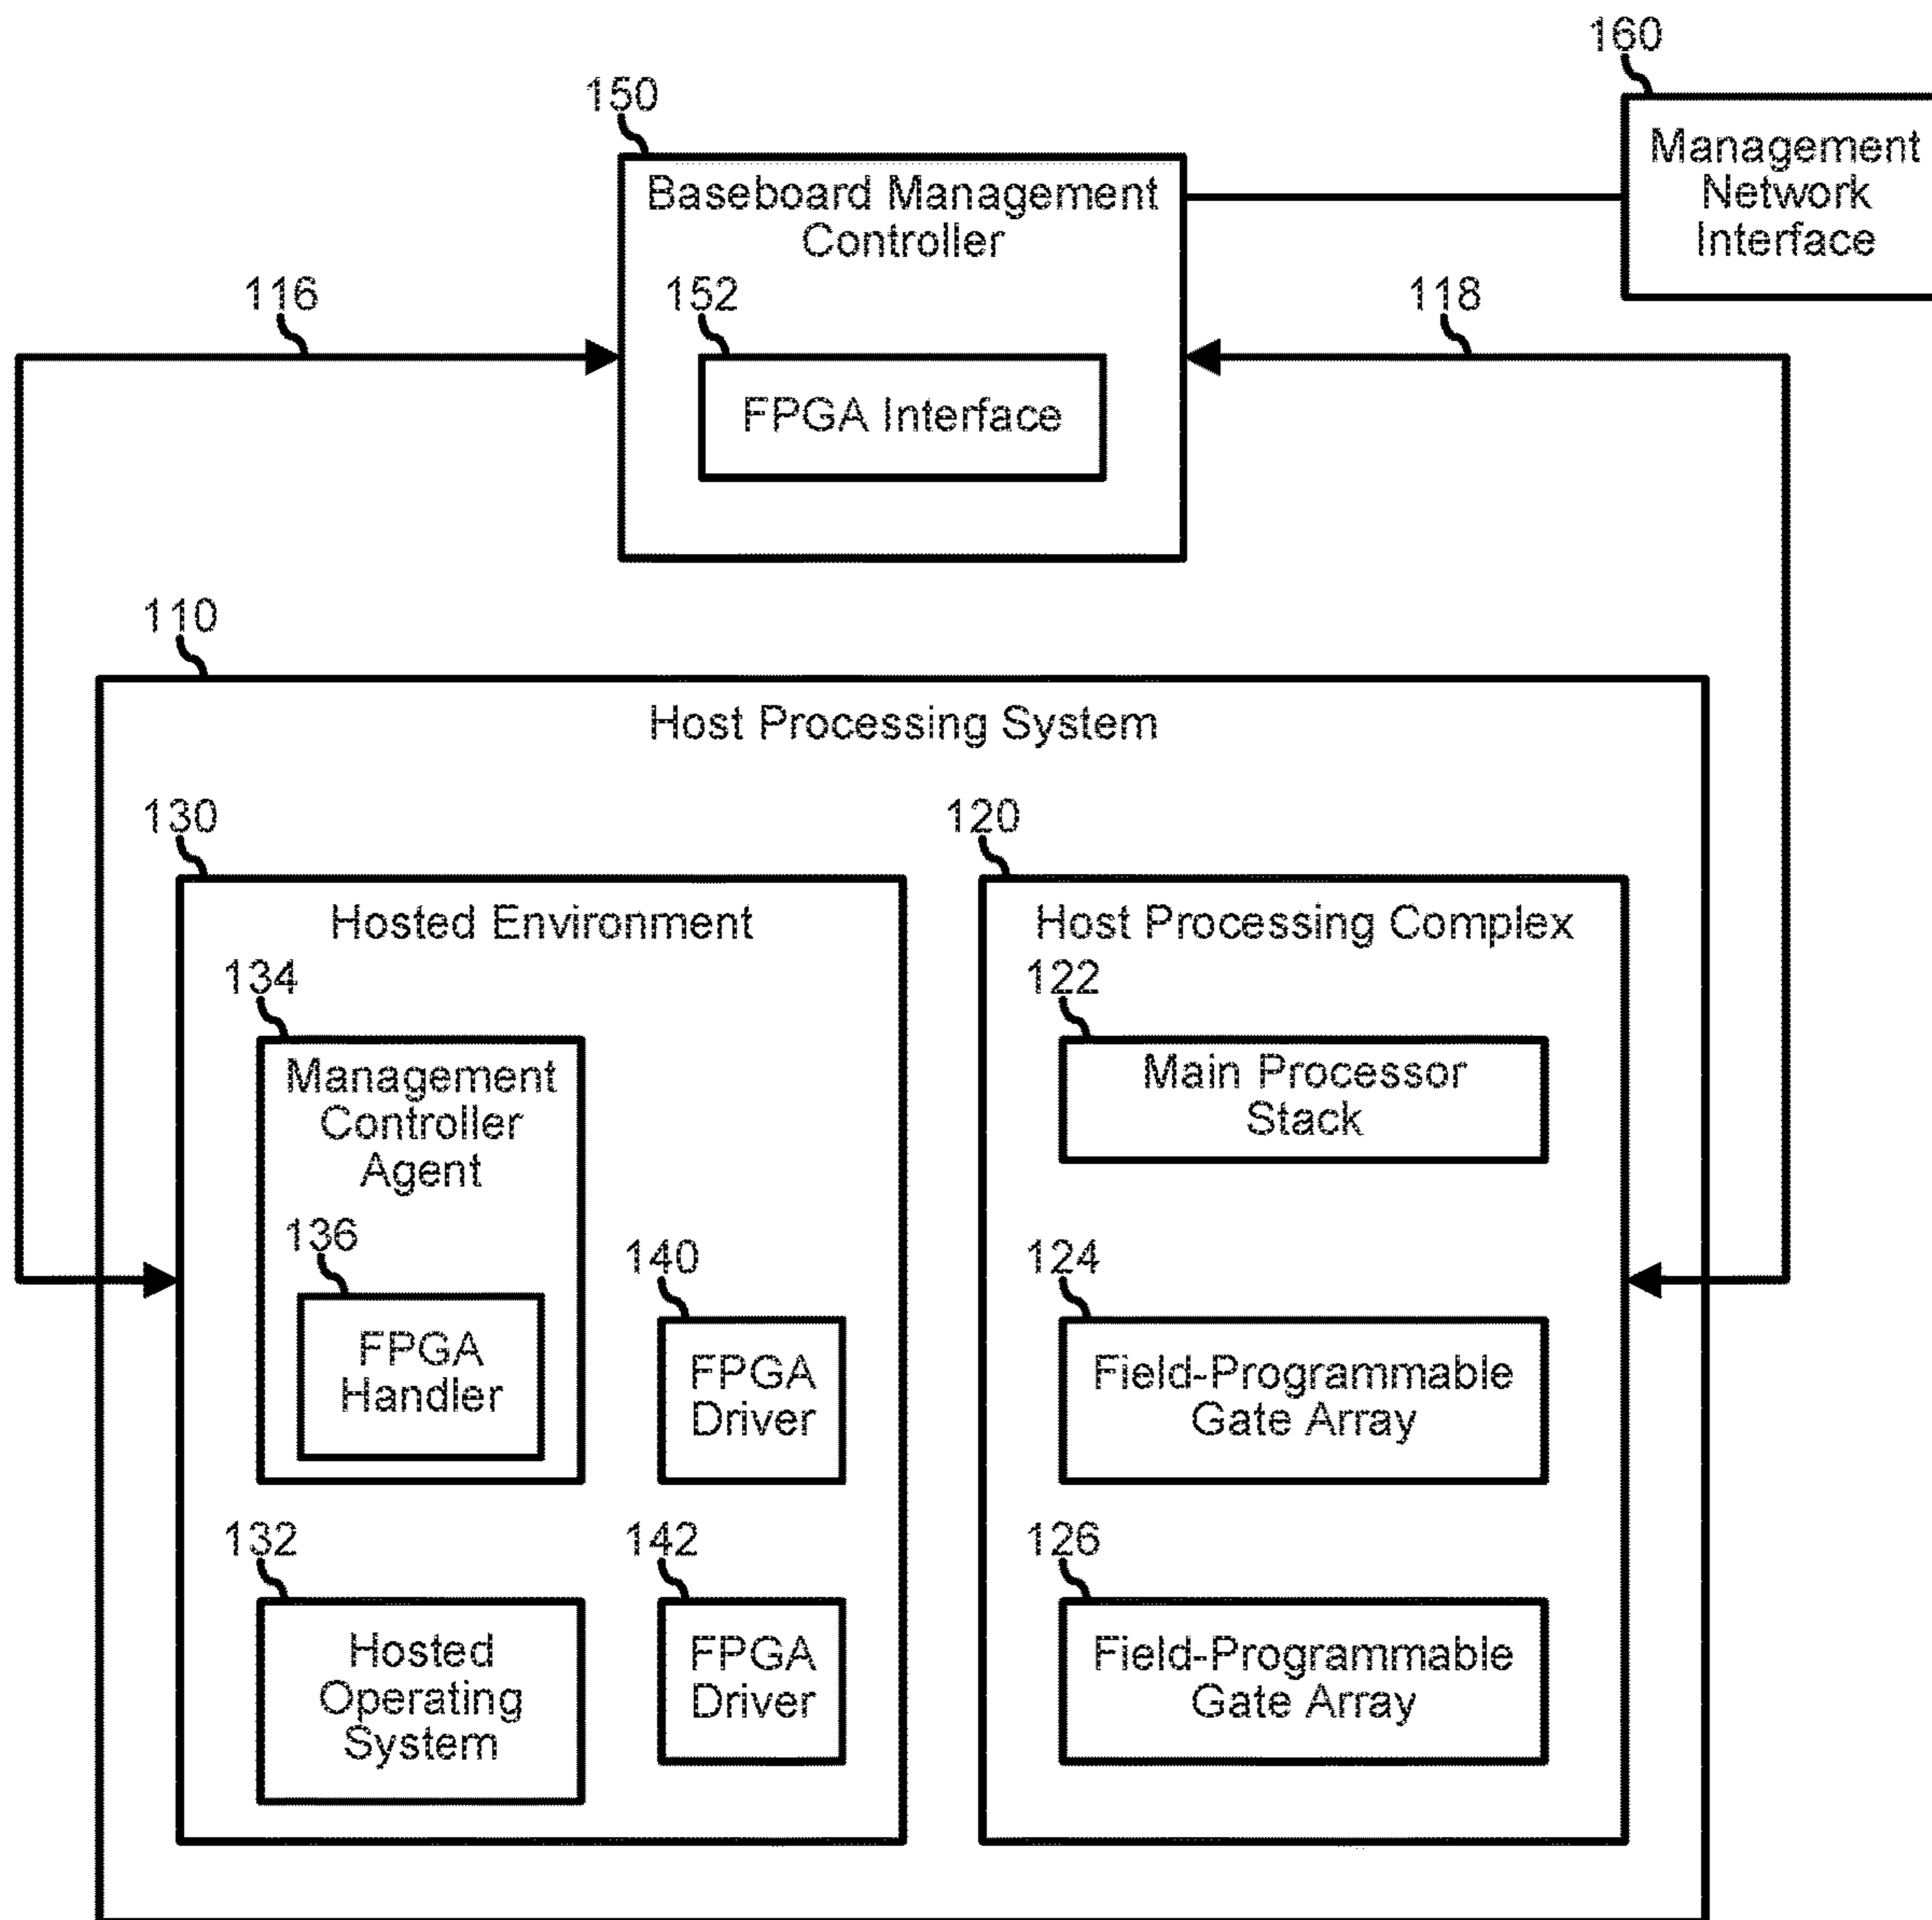 160
150
Management
Network
Interface
Baseboard Management
Controller
116
152
118
FPGA Interface
110
Host Processing System
130
120
Hosted Environment
Host Processing Complex
134
122
Management
Controller
Agent
Main Processor
Stack
136
140
124
FPGA
Handler
FPGA
Driver
Field-Programmable
Gate Array
132
142
126
Hosted
Operating
System
FPGA
Driver
Field-Programmable
Gate Array